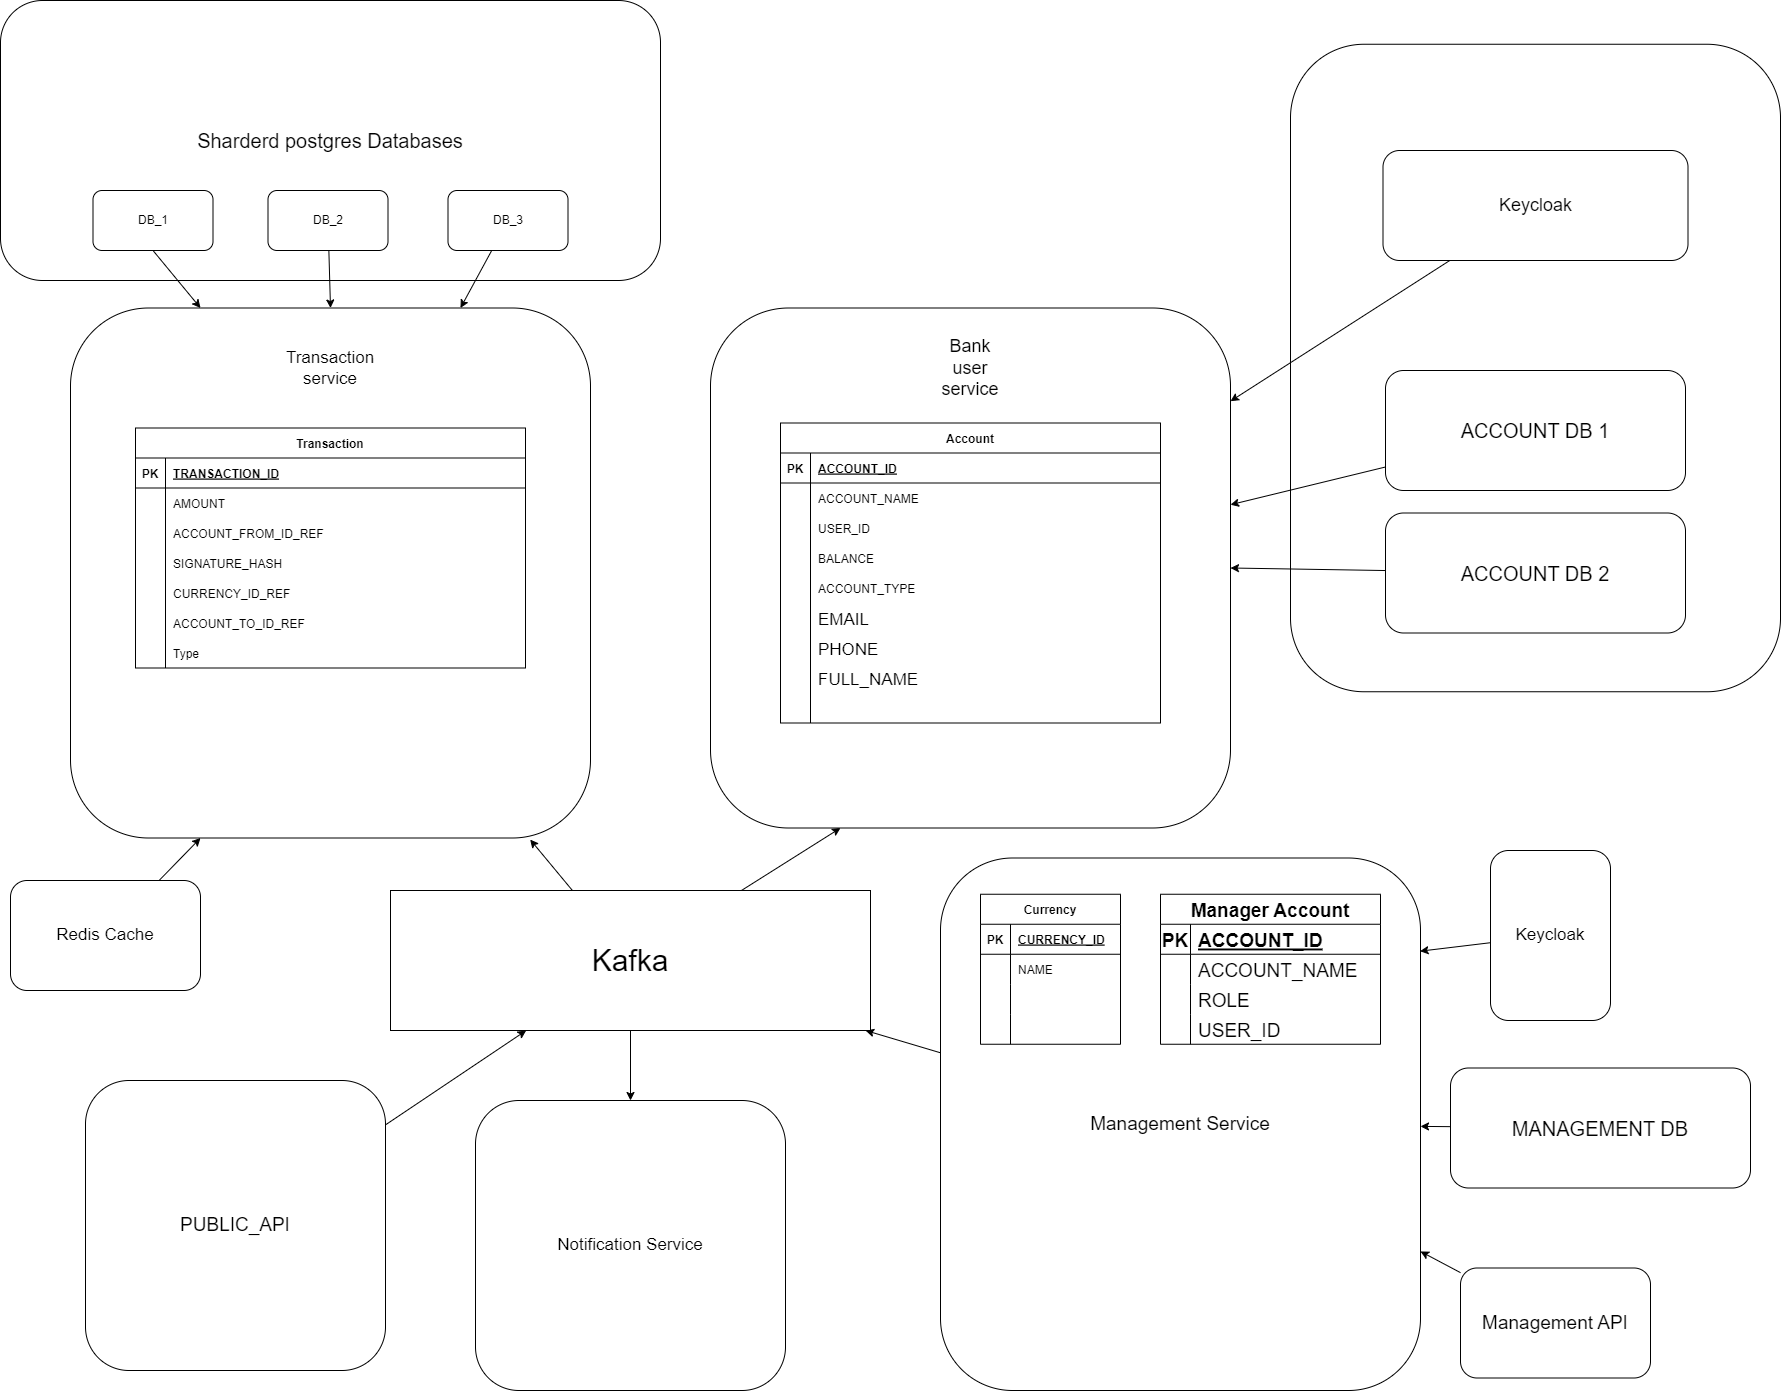 Sharderd postgres Databases
DB_1
DB_2
DB_3
Keycloak
ACCOUNT DB 1
ACCOUNT DB 2
Transaction
service
Transaction
PK TRANSACTION_ID
AMOUNT
ACCOUNT_FROM_ID_REF
SIGNATURE_HASH
CURRENCY_ID_REF
ACCOUNT_TO_ID_REF
Type
Bank
user
service
Account
PK ACCOUNT_ID
ACCOUNT_NAME
USER_ID
BALANCE
ACCOUNT_TYPE
EMAIL
PHONE
FULL_NAME
Redis Cache
Kafka
Currency
PK CURRENCY_ID
NAME
Manager Account
PK ACCOUNT_ID
ACCOUNT_NAME
ROLE
USER_ID
Management Service
Keycloak
MANAGEMENT DB
Management API
PUBLIC_API
Notification Service